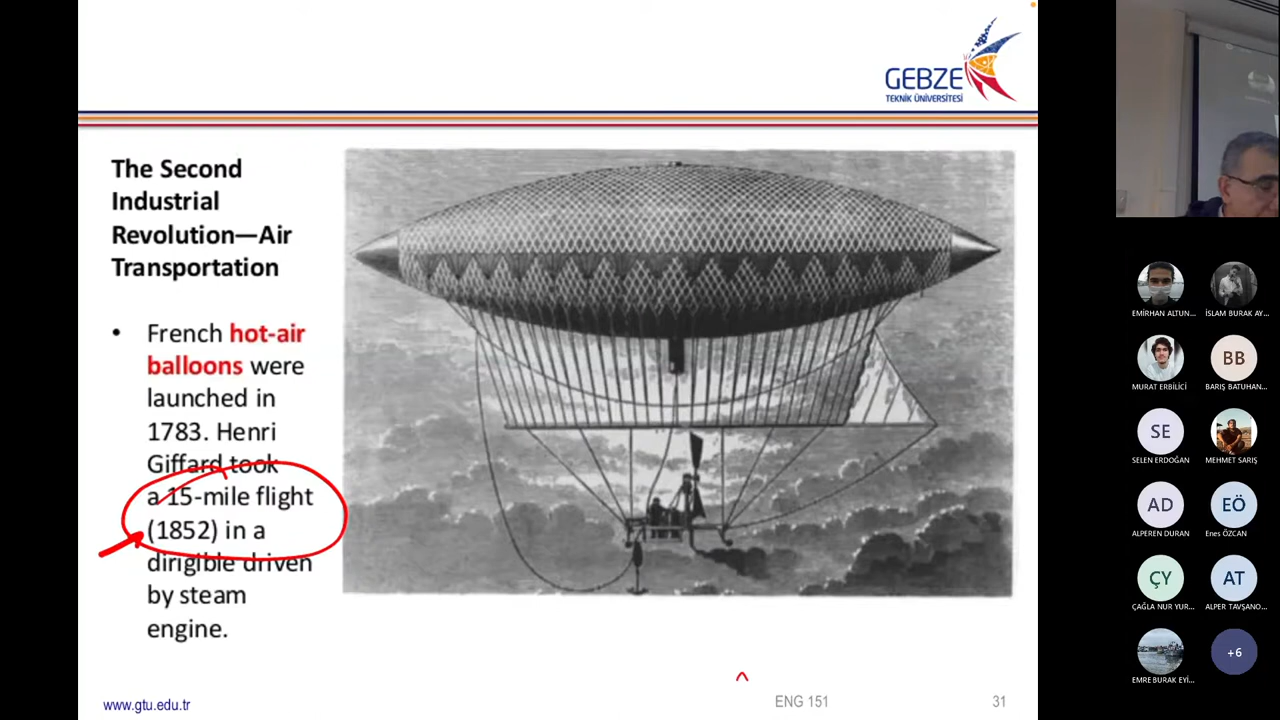 GEBZE
TEKNİK ÜNİVERSİTESİ
The Second
Industrial
Revolution—Air
Transportation
• French hot-air
balloons were
launched in
1783. Henri
Giffard took
a 15-mile flight
(1852) in a
dirigible driven
by steam
engine.
www.gtu.edu.tr
ENG 151
31
EMİRHAN ALTUN...
İSLAM BURAK AY...
MURAT ERBİLİCİ
BB
BARIŞ BATUHAN...
SE
SELEN ERDOĞAN
MEHMET SARIŞ
AD
ALPEREN DURAN
EÖ
Enes ÖZCAN
ÇY
ÇAĞLA NUR YUR...
AT
ALPER TAVŞANO...
EMRE BURAK EYİ...
+6